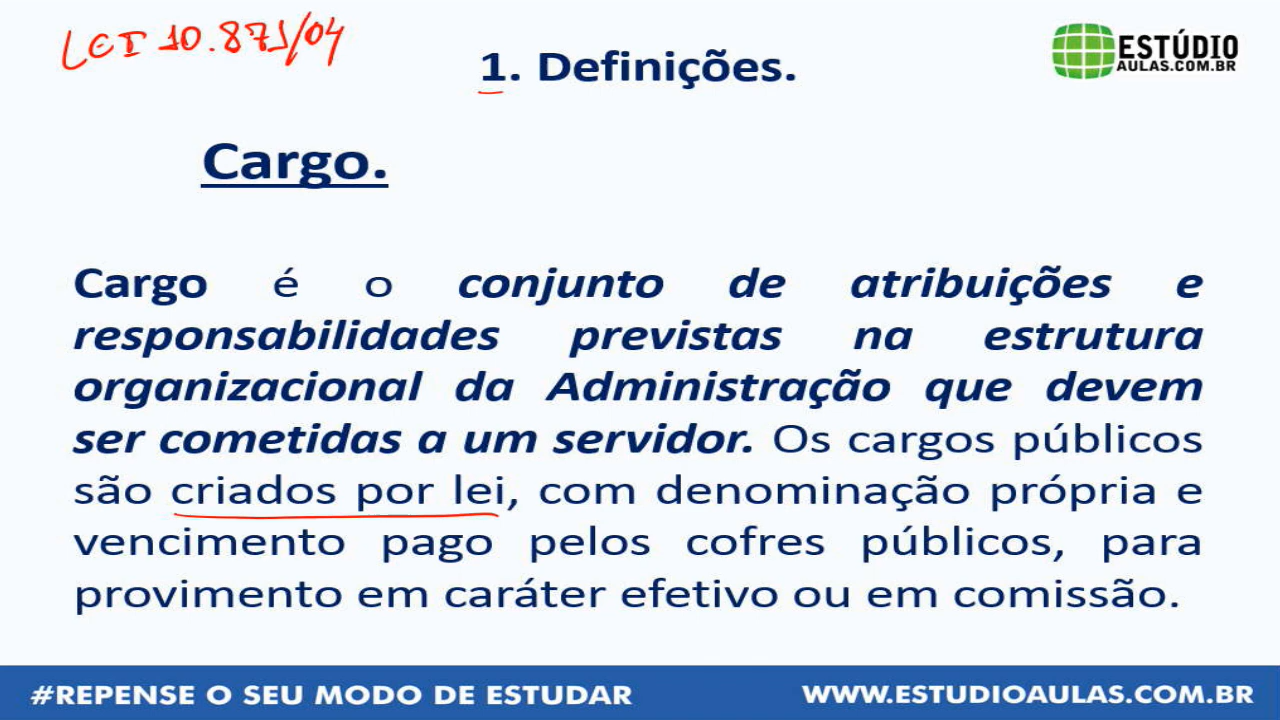 LEI 10.871/04
1. Definições.
ESTÚDIO
AULAS.COM.BR
Cargo.
Cargo é o conjunto de atribuições e
responsabilidades previstas na estrutura
organizacional da Administração que devem
ser cometidas a um servidor. Os cargos públicos
são criados por lei, com denominação própria e
vencimento pago pelos cofres públicos, para
provimento em caráter efetivo ou em comissão.
#REPENSE O SEU MODO DE ESTUDAR
WWW.ESTUDIOAULAS.COM.BR